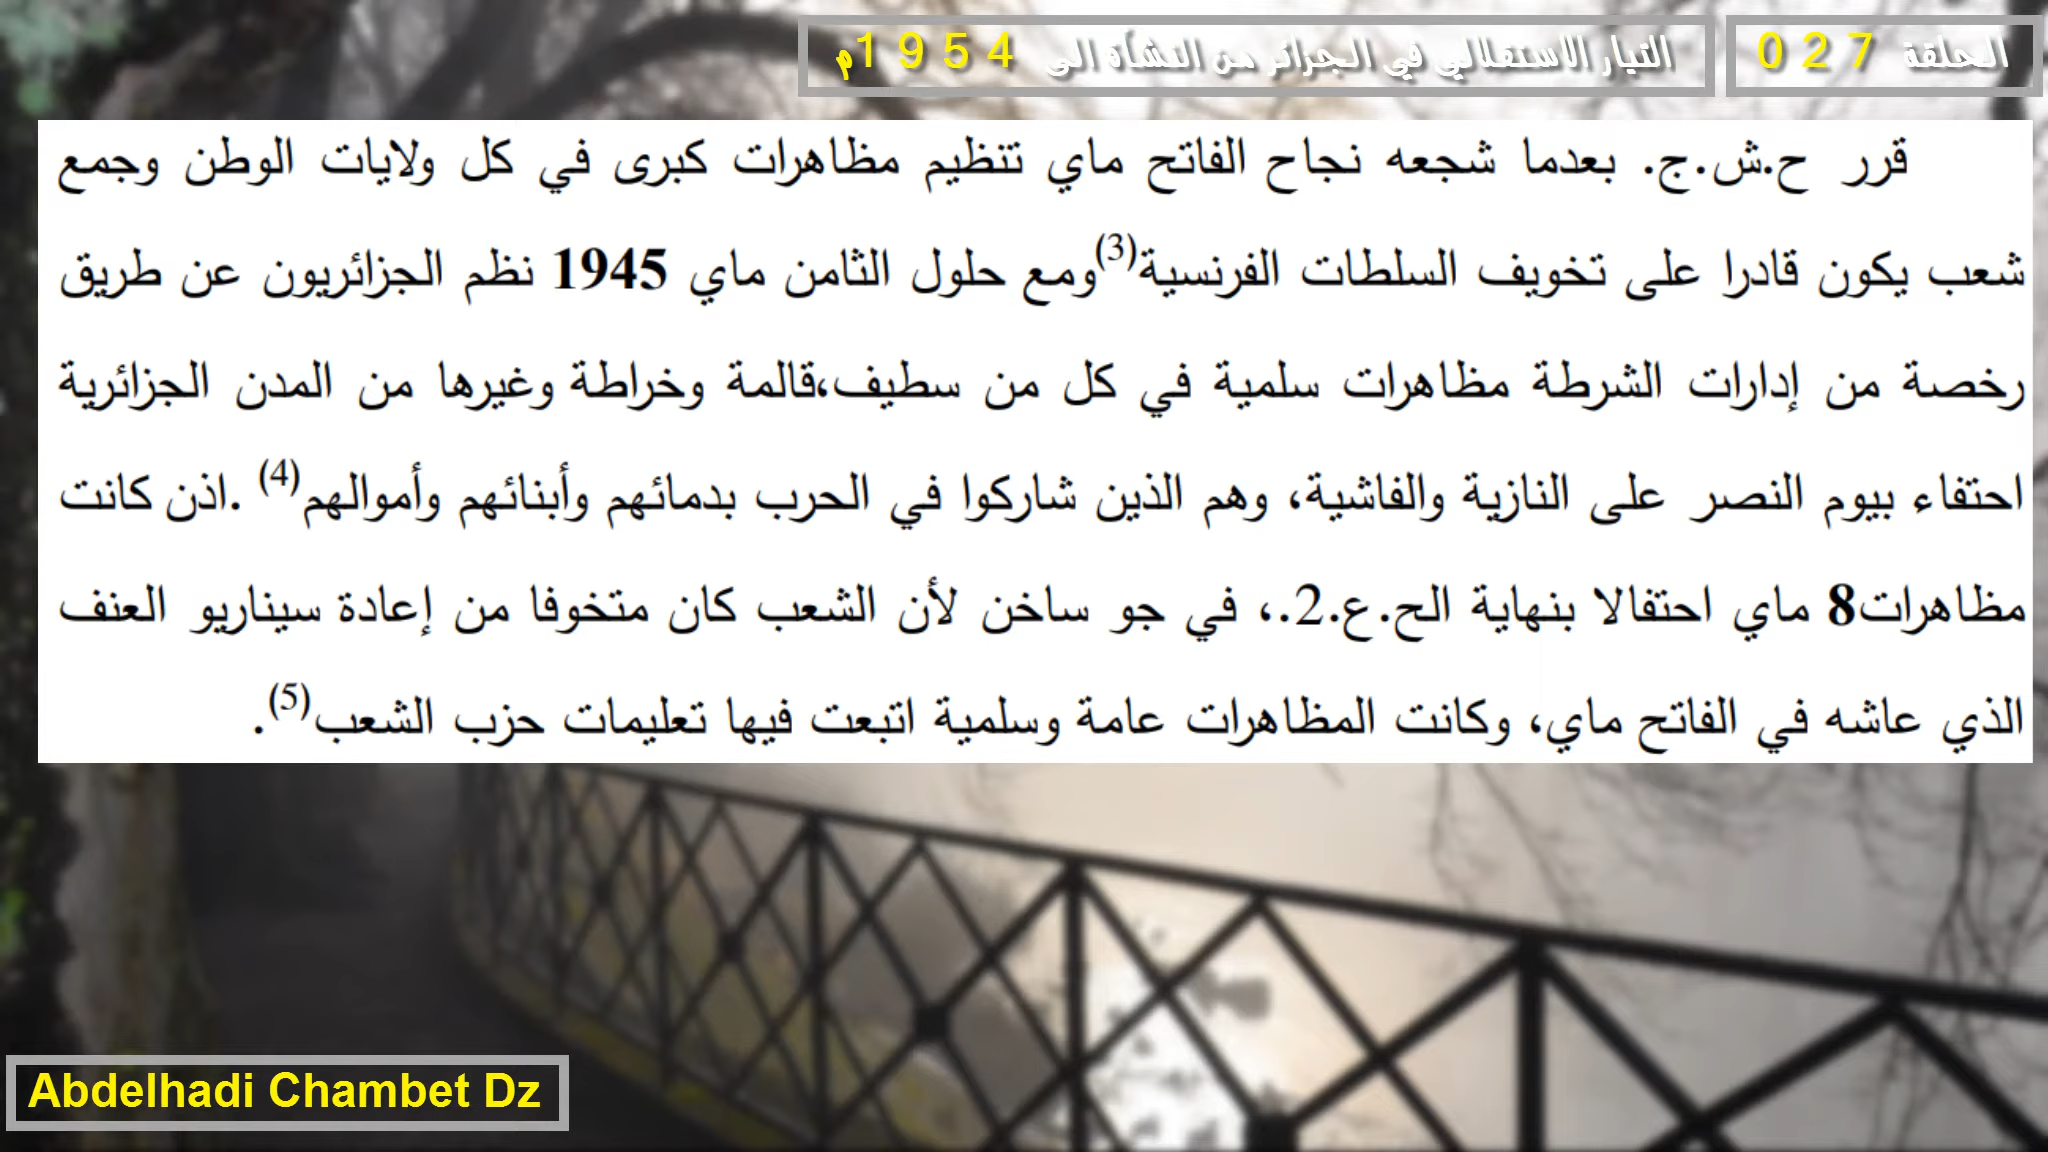 الحلقة 027
التيار الاستقلالي في الجزائر من النشأة الى 1954م
قرر ح.ش.ج. بعدما شجعه نجاح الفاتح ماي تنظيم مظاهرات كبرى في كل ولايات الوطن وجمع
شعب يكون قادرا على تخويف السلطات الفرنسية(3)ومع حلول الثامن ماي 1945 نظم الجزائريون عن طريق
رخصة من إدارات الشرطة مظاهرات سلمية في كل من سطيف،قالمة وخراطة وغيرها من المدن الجزائرية
احتفاء بيوم النصر على النازية والفاشية، وهم الذين شاركوا في الحرب بدمائهم وأبنائهم وأموالهم(4) .اذن كانت
مظاهرات8 ماي احتفالا بنهاية الح.ع.2.، في جو ساخن لأن الشعب كان متخوفا من إعادة سيناريو العنف
الذي عاشه في الفاتح ماي، وكانت المظاهرات عامة وسلمية اتبعت فيها تعليمات حزب الشعب(5).
Abdelhadi Chambet Dz